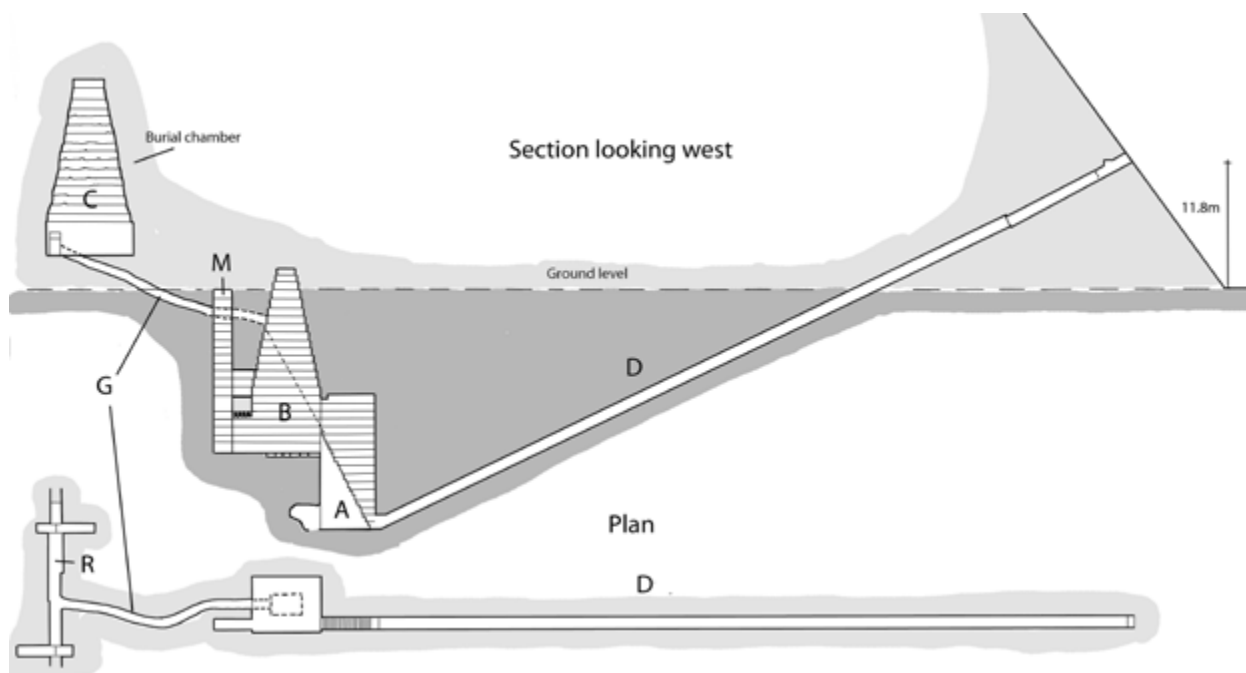 Burial chamber
Section looking west
C
11.8m
M
Ground level
G
D
B
A
Plan
R
D